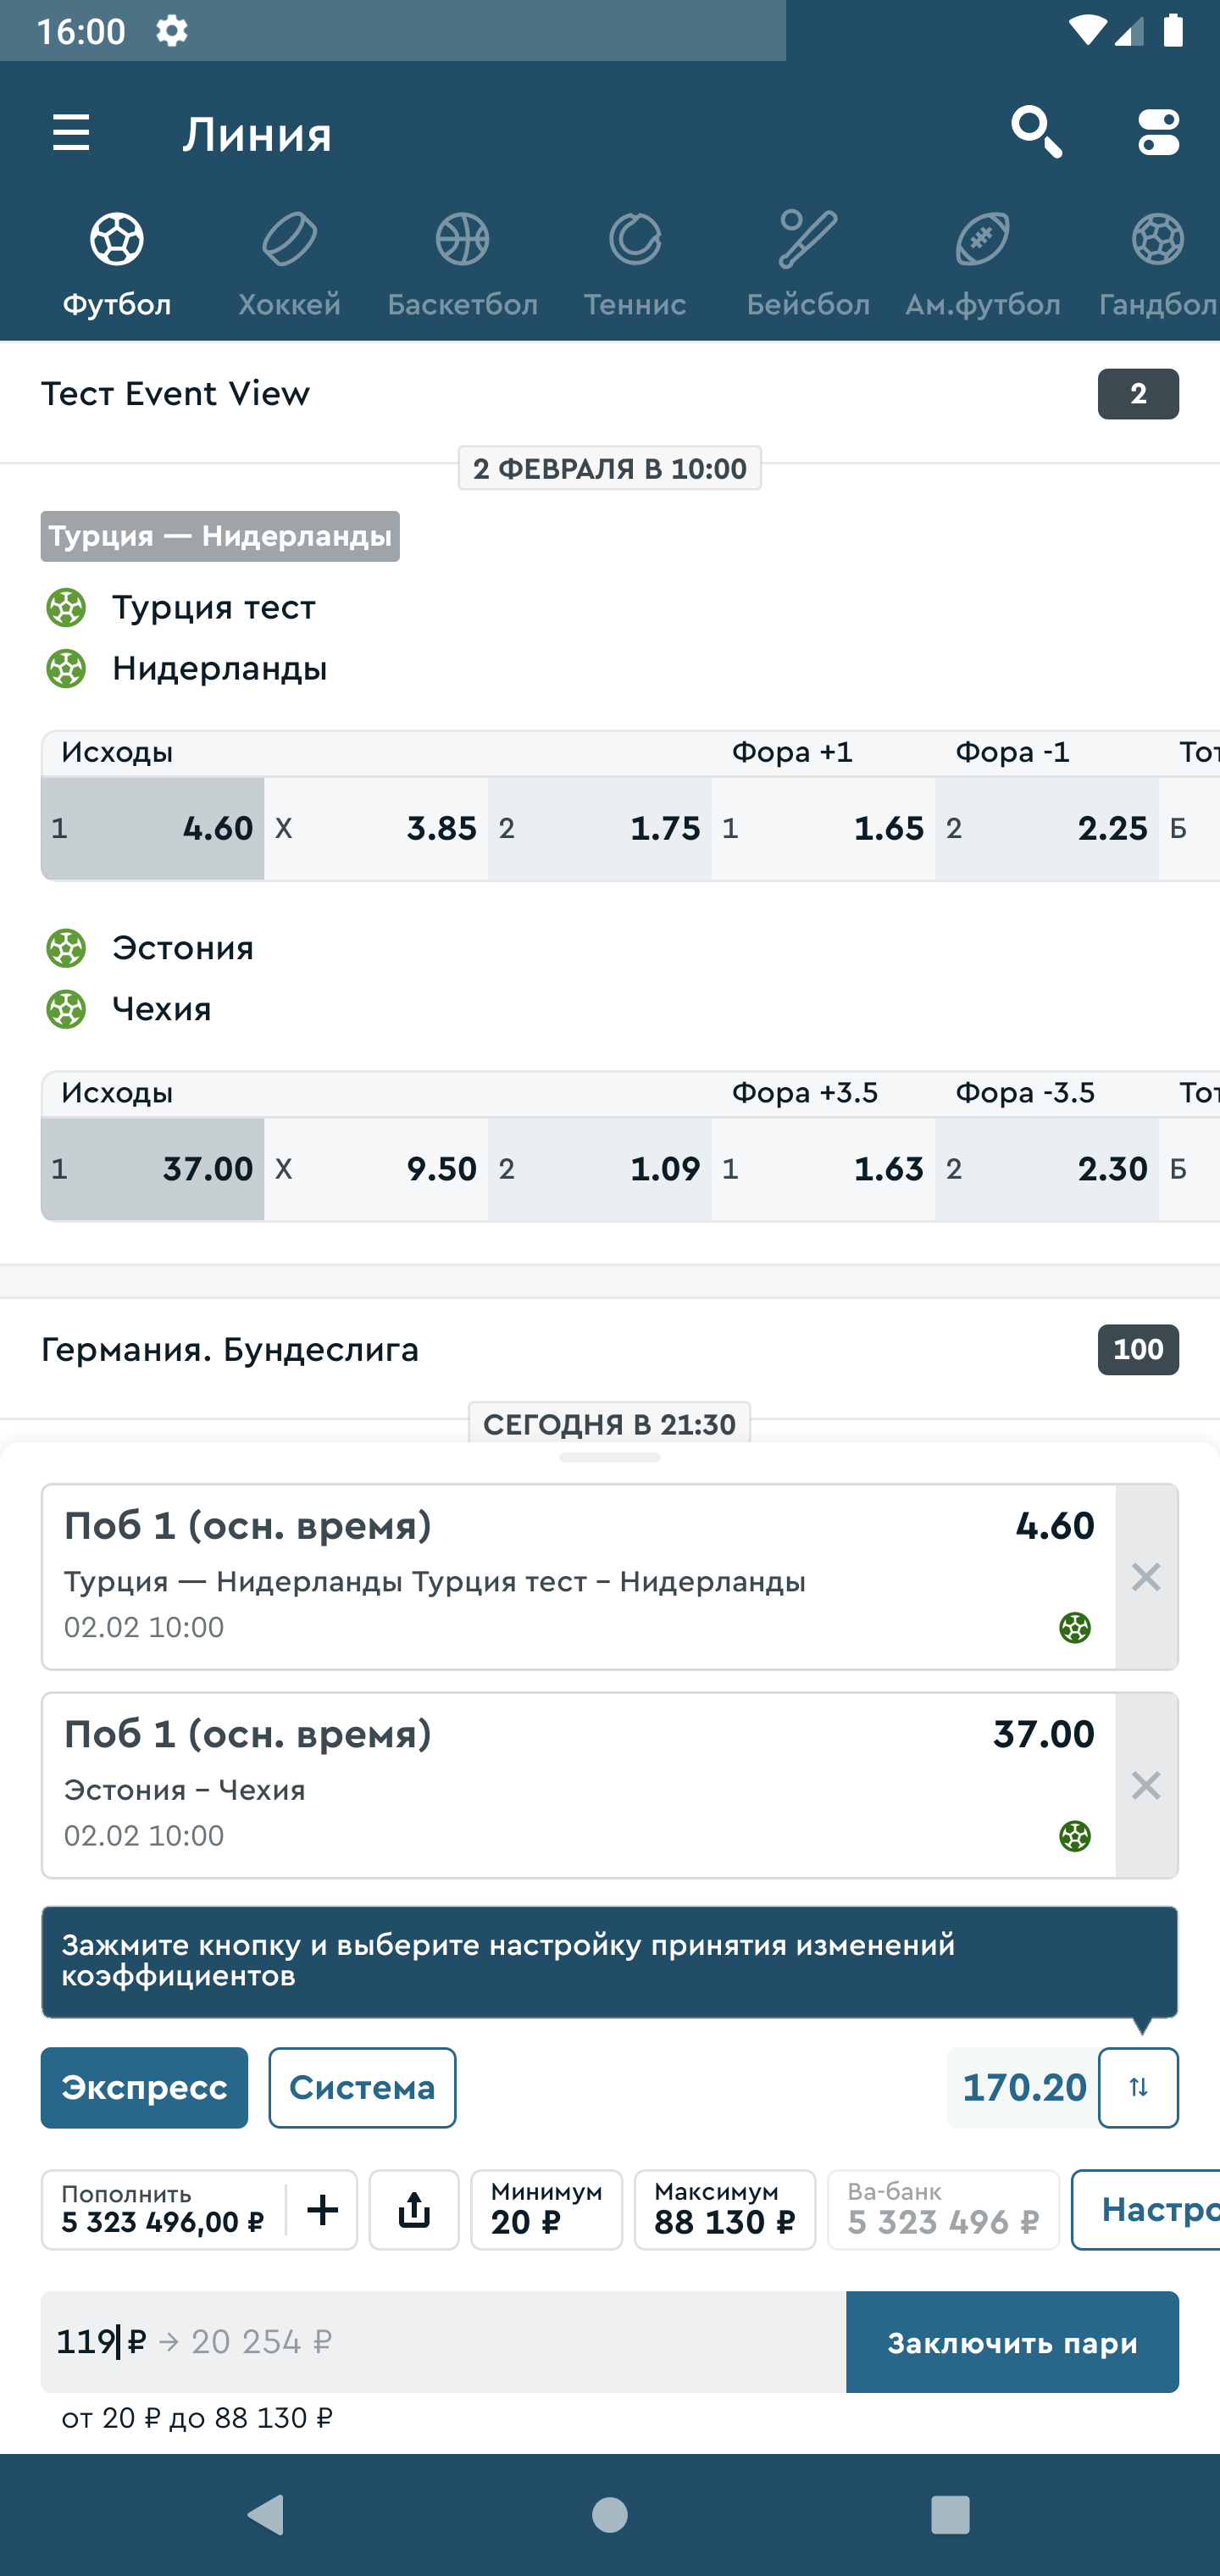 16:00
Линия
Футбол Хоккей Баскетбол Теннис Бейсбол Ам.футбол Гандбол
Тест Event View 2
2 ФЕВРАЛЯ В 10:00
Турция — Нидерланды
Турция тест
Нидерланды
Исходы Фора +1 Фора -1 Тот
1 4.60 X 3.85 2 1.75 1 1.65 2 2.25 Б
Эстония
Чехия
Исходы Фора +3.5 Фора -3.5 Тот
1 37.00 X 9.50 2 1.09 1 1.63 2 2.30 Б
Германия. Бундеслига 100
СЕГОДНЯ В 21:30
Поб 1 (осн. время) 4.60
Турция — Нидерланды Турция тест – Нидерланды
02.02 10:00
Поб 1 (осн. время) 37.00
Эстония – Чехия
02.02 10:00
Зажмите кнопку и выберите настройку принятия изменений
коэффициентов
Экспресс Система 170.20
Пополнить Минимум Максимум Ва-банк
5 323 496,00 ₽ 20 ₽ 88 130 ₽ 5 323 496 ₽ Настро
119 ₽ → 20 254 ₽ Заключить пари
от 20 ₽ до 88 130 ₽